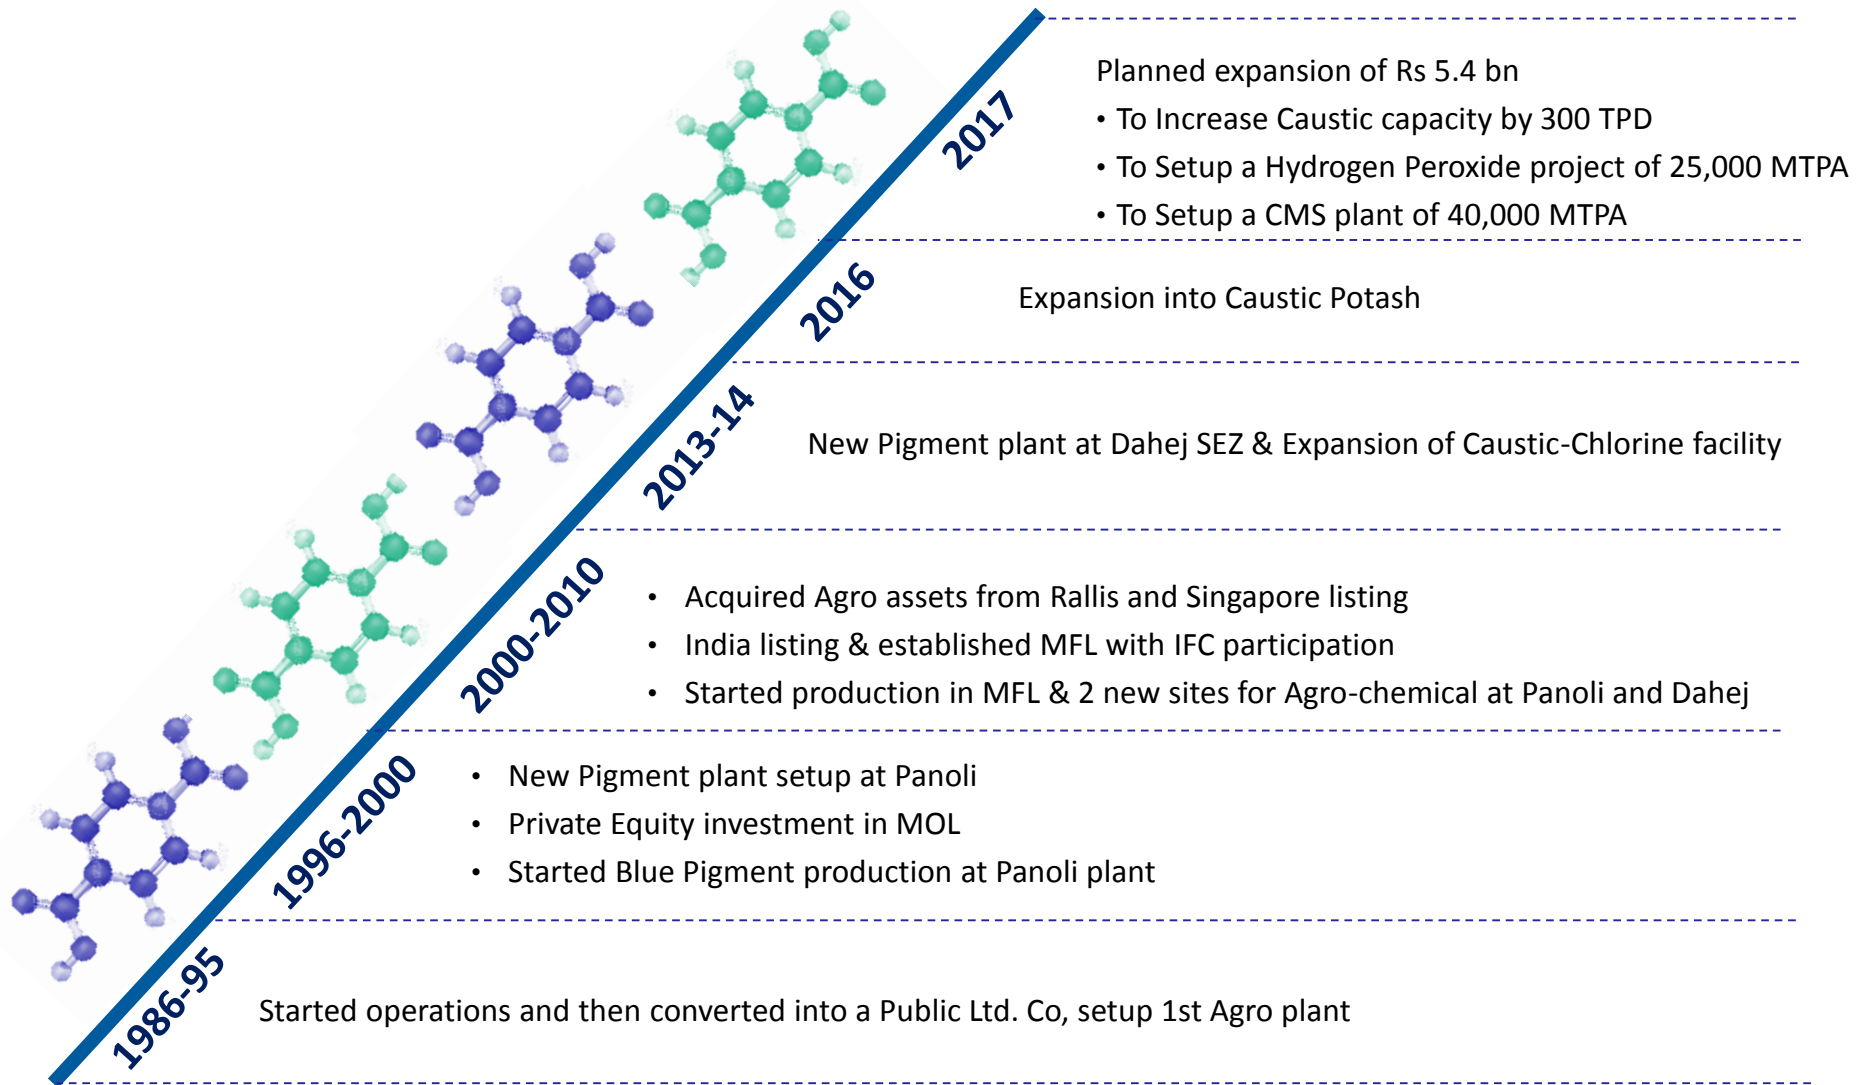 2017
Planned expansion of Rs 5.4 bn
• To Increase Caustic capacity by 300 TPD
• To Setup a Hydrogen Peroxide project of 25,000 MTPA
• To Setup a CMS plant of 40,000 MTPA
2016
Expansion into Caustic Potash
2013-14
New Pigment plant at Dahej SEZ & Expansion of Caustic-Chlorine facility
2000-2010
• Acquired Agro assets from Rallis and Singapore listing
• India listing & established MFL with IFC participation
• Started production in MFL & 2 new sites for Agro-chemical at Panoli and Dahej
1996-2000
• New Pigment plant setup at Panoli
• Private Equity investment in MOL
• Started Blue Pigment production at Panoli plant
1986-95
Started operations and then converted into a Public Ltd. Co, setup 1st Agro plant